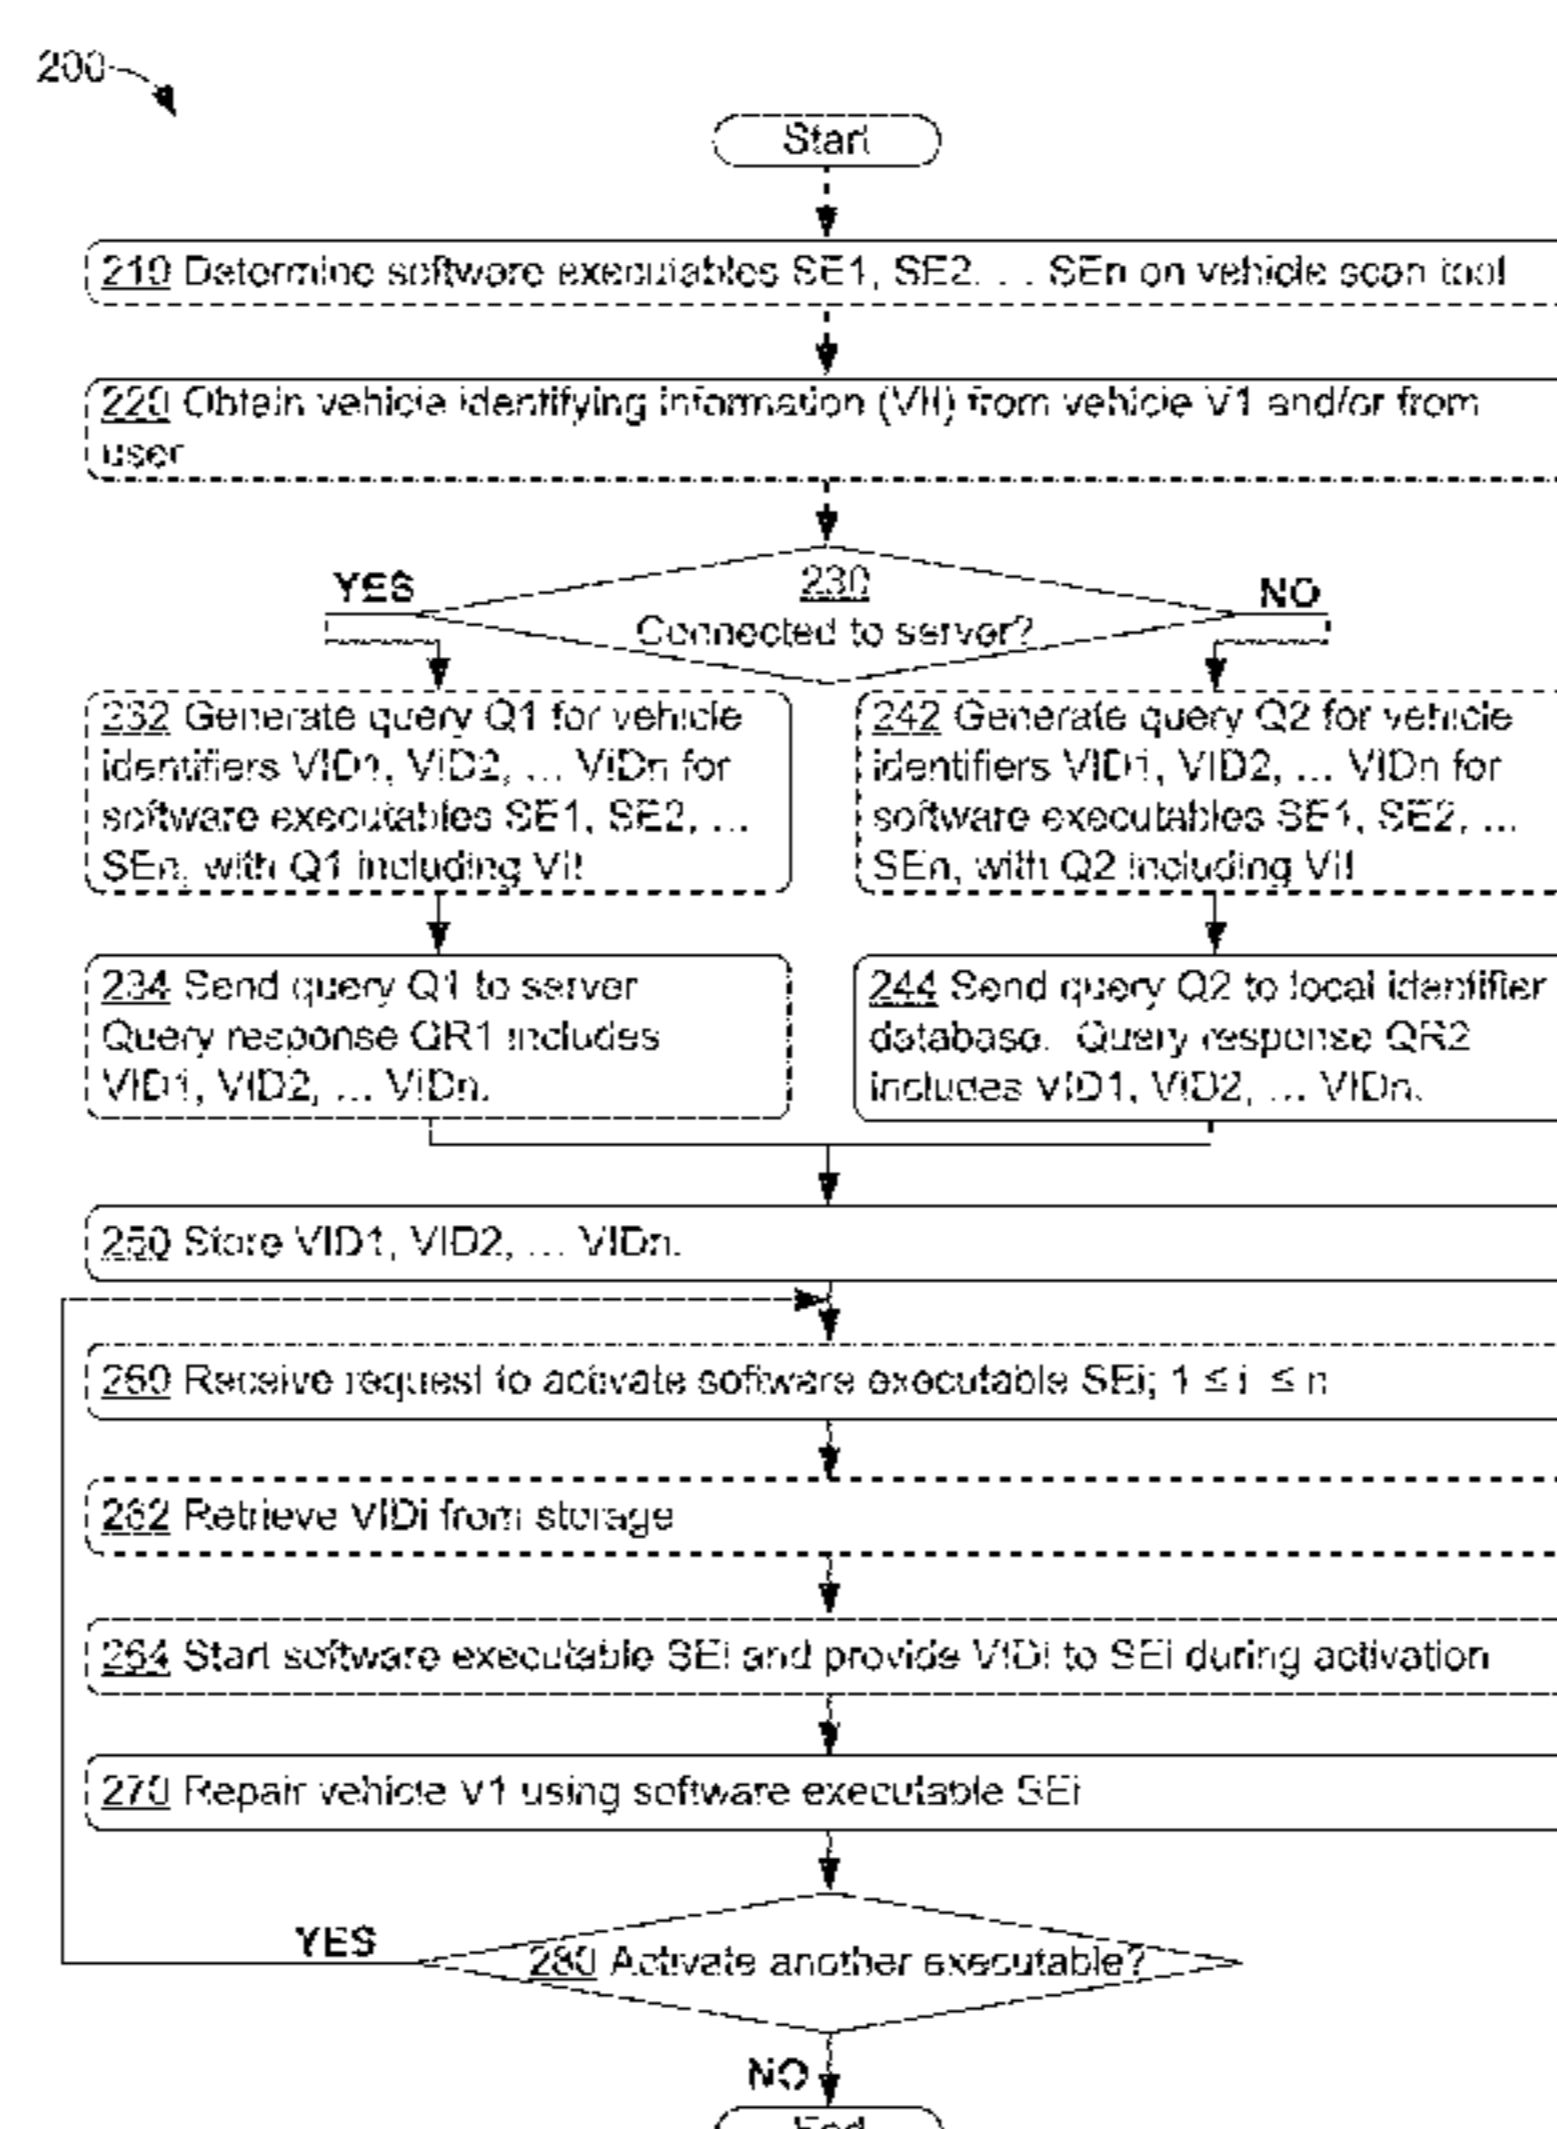 200
Start
210 Determine software executables SE1, SE2. . . SEn on vehicle scan tool
220 Obtain vehicle identifying information (VII) from vehicle V1 and/or from
user
230
YES
NO
Connected to server?
232 Generate query Q1 for vehicle
identifiers VID1, VID2, ... VIDn for
software executables SE1, SE2, ...
SEn, with Q1 including VII
242 Generate query Q2 for vehicle
identifiers VID1, VID2, ... VIDn for
software executables SE1, SE2, ...
SEn, with Q2 including VII
234 Send query Q1 to server
Query response QR1 includes
VID1, VID2, ... VIDn.
244 Send query Q2 to local identifier
database. Query response QR2
includes VID1, VID2, ... VIDn.
250 Store VID1, VID2, ... VIDn.
260 Receive request to activate software executable SEi; 1 ≤ i ≤ n
262 Retrieve VIDi from storage
264 Start software executable SEi and provide VIDi to SEi during activation
270 Repair vehicle V1 using software executable SEi
YES
280 Activate another executable?
NO
End